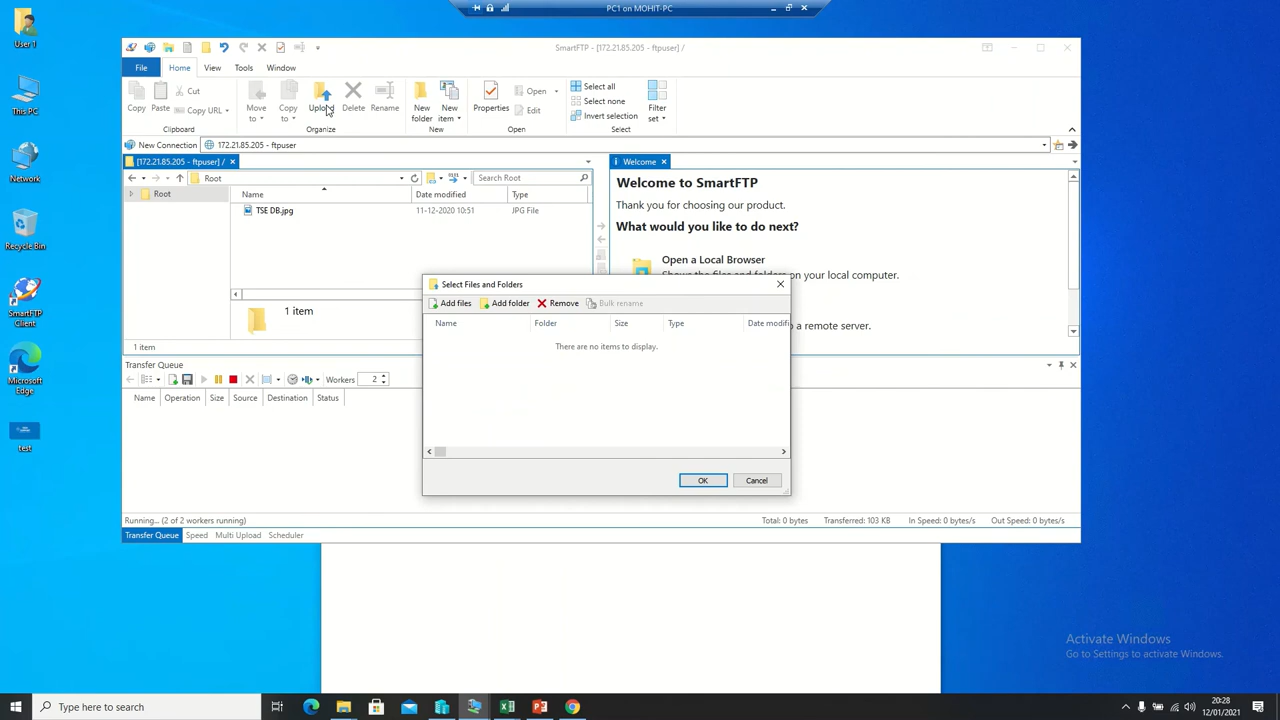 PC1 on MOHIT-PC
User 1
This PC
Network
Recycle Bin
SmartFTP
Client
Microsoft
Edge
test
SmartFTP - [172.21.85.205 - ftpuser] /
File Home View Tools Window
Copy Paste Cut Copy URL
Clipboard
Move to Copy to Upload Delete Rename
Organize
New folder New item
New
Properties Open Edit
Open
Select all
Select none
Invert selection
Filter set
Select
New Connection 172.21.85.205 - ftpuser
[172.21.85.205 - ftpuser] /
Root Search Root
Root
Name Date modified Type
TSE DB.jpg 11-12-2020 10:51 JPG File
1 item
1 item
Welcome
Welcome to SmartFTP
Thank you for choosing our product.
What would you like to do next?
Open a Local Browser
Shows the files and folders on your local computer.
o a remote server.
Select Files and Folders
Add files Add folder Remove Bulk rename
Name Folder Size Type Date modifi
There are no items to display.
OK Cancel
Transfer Queue
Workers 2
Name Operation Size Source Destination Status
Running... (2 of 2 workers running) Total: 0 bytes Transferred: 103 KB In Speed: 0 bytes/s Out Speed: 0 bytes/s
Transfer Queue Speed Multi Upload Scheduler
Activate Windows
Go to Settings to activate Windows.
Type here to search
20:28
12/01/2021